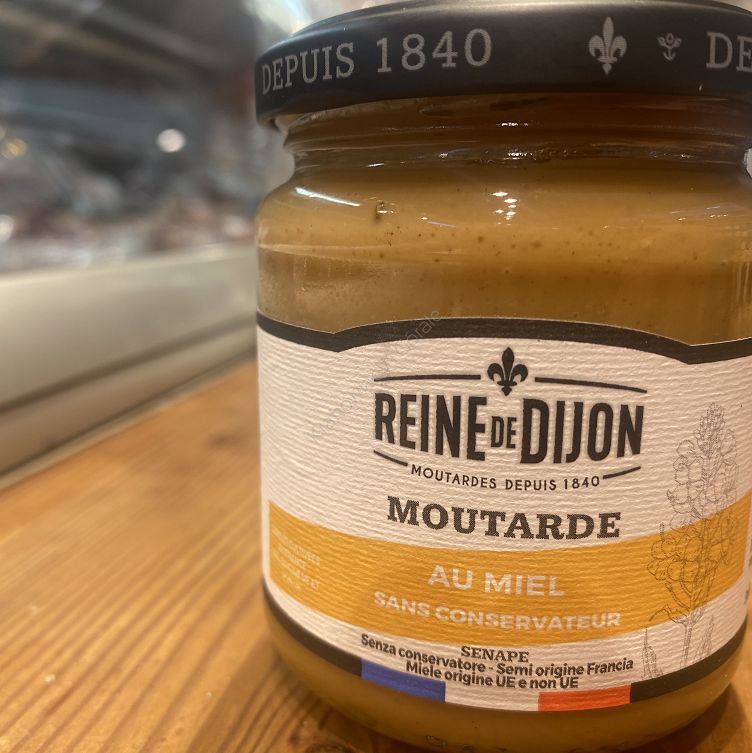 DEPUIS 1840
DE
REINE DE DIJON
MOUTARDES DEPUIS 1840
MOUTARDE
AU MIEL
SANS CONSERVATEUR
SENAPE
Senza conservatore - Semi origine Francia
Miele origine UE e non UE